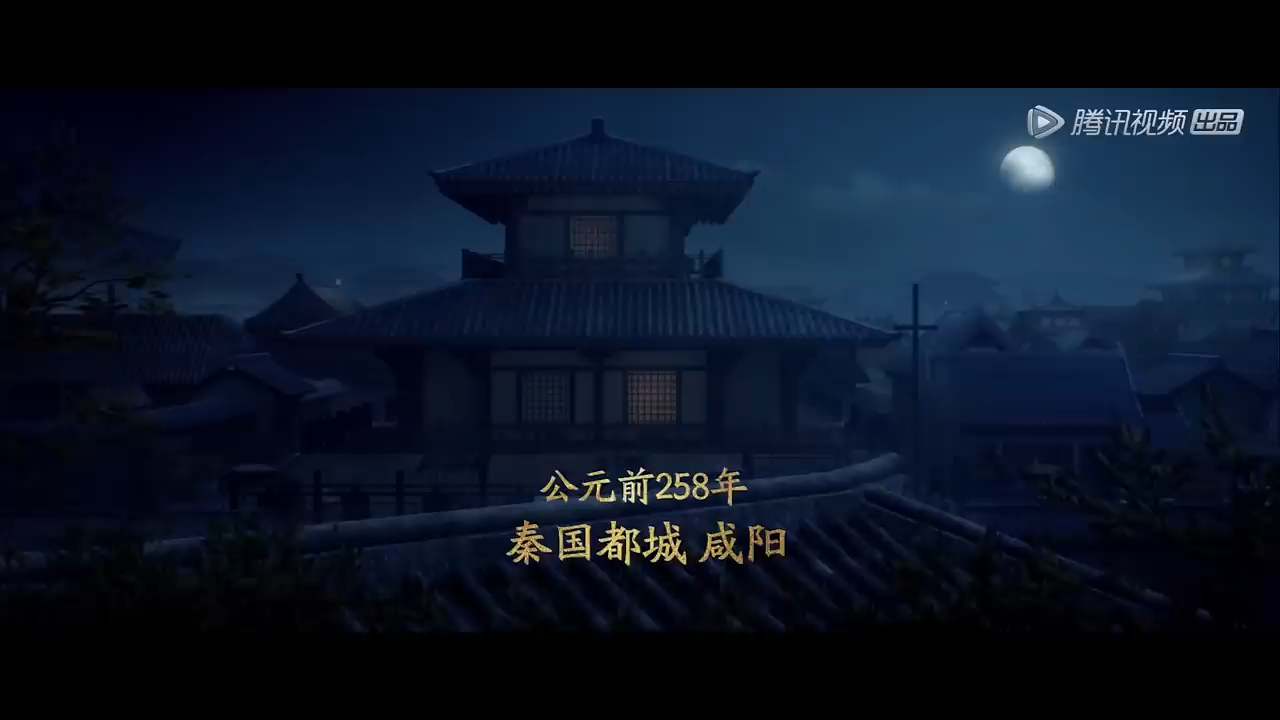 腾讯视频 出品
公元前258年
秦国都城 咸阳